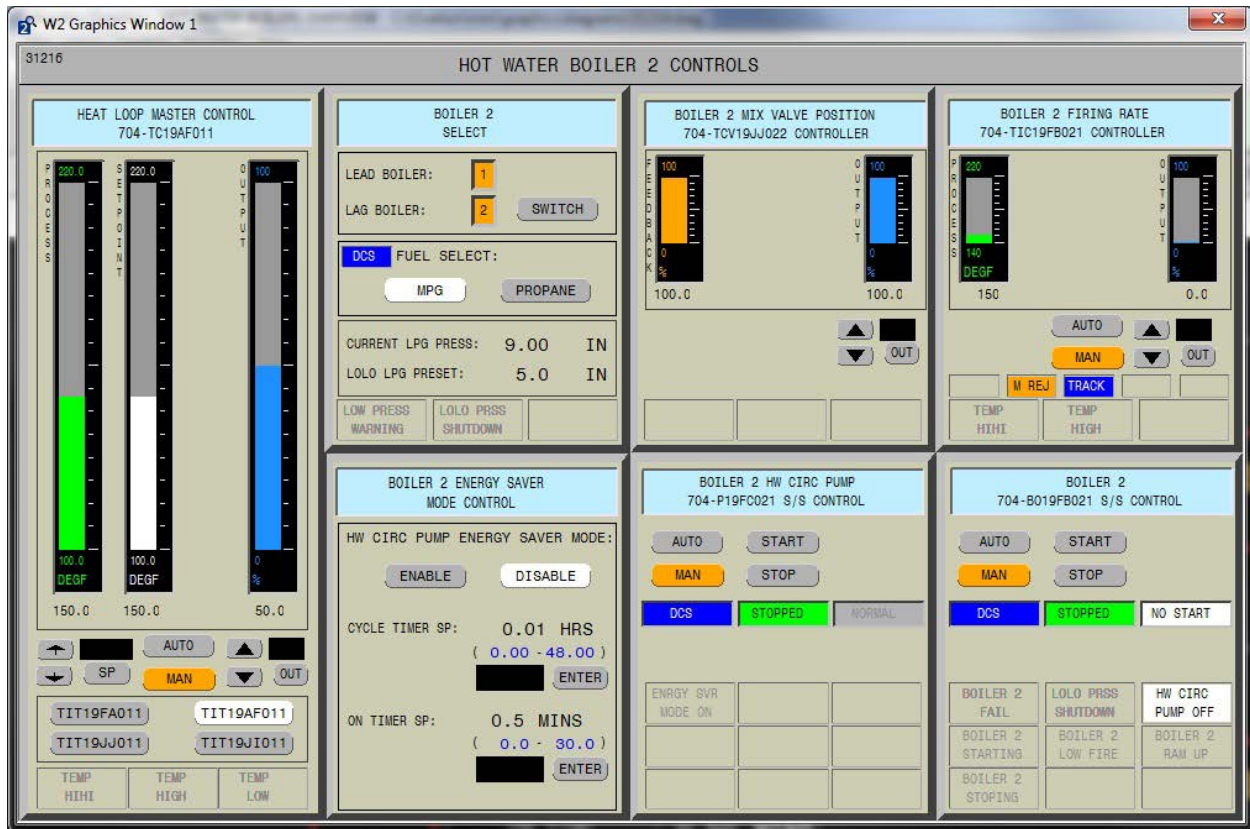 W2 Graphics Window 1
31216
HOT WATER BOILER 2 CONTROLS
HEAT LOOP MASTER CONTROL
704-TC19AF011
PROCESS
220.0
SETPOINT
220.0
OUTPUT
100
100.0
DEGF
100.0
DEGF
0
%
150.0
150.0
50.0
AUTO
SP
MAN
OUT
TIT19FA011
TIT19AF011
TIT19JJ011
TIT19JI011
TEMP
HIHI
TEMP
HIGH
TEMP
LOW
BOILER 2
SELECT
LEAD BOILER:
1
LAG BOILER:
2
SWITCH
DCS
FUEL SELECT:
MPG
PROPANE
CURRENT LPG PRESS: 9.00 IN
LOLO LPG PRESET: 5.0 IN
LOW PRESS
WARNING
LOLO PRSS
SHUTDOWN
BOILER 2 MIX VALVE POSITION
704-TCV19JJ022 CONTROLLER
FEEDBACK
100
0
%
100.0
OUTPUT
100
0
%
100.0
OUT
BOILER 2 FIRING RATE
704-TIC19FB021 CONTROLLER
PROCESS
220
140
DEGF
150
OUTPUT
100
0
%
0.0
AUTO
MAN
OUT
M REJ
TRACK
TEMP
HIHI
TEMP
HIGH
BOILER 2 ENERGY SAVER
MODE CONTROL
HW CIRC PUMP ENERGY SAVER MODE:
ENABLE
DISABLE
CYCLE TIMER SP: 0.01 HRS
( 0.00 -48.00 )
ENTER
ON TIMER SP: 0.5 MINS
( 0.0 - 30.0 )
ENTER
BOILER 2 HW CIRC PUMP
704-P19FC021 S/S CONTROL
AUTO
START
MAN
STOP
DCS
STOPPED
NORMAL
ENRGY SVR
MODE ON
BOILER 2
704-B019FB021 S/S CONTROL
AUTO
START
MAN
STOP
DCS
STOPPED
NO START
BOILER 2
FAIL
LOLO PRSS
SHUTDOWN
HW CIRC
PUMP OFF
BOILER 2
STARTING
BOILER 2
LOW FIRE
BOILER 2
RAM UP
BOILER 2
STOPING